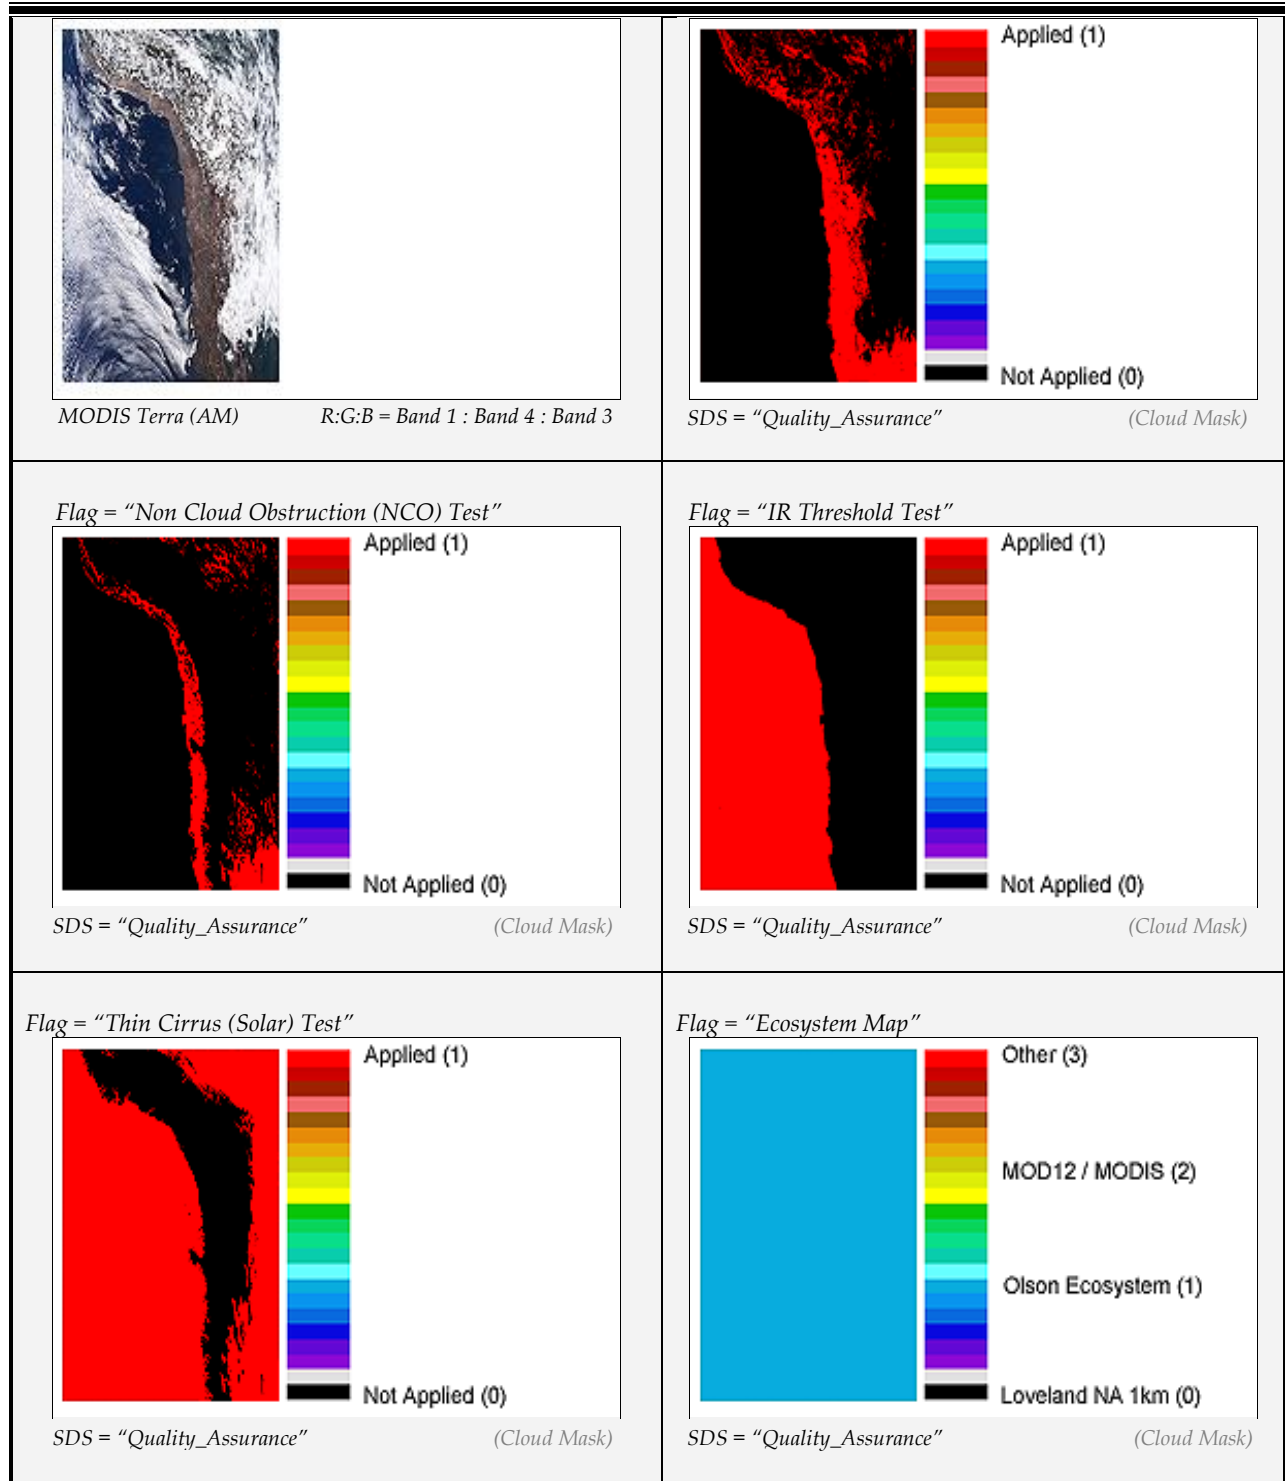 Applied (1)
Not Applied (0)
MODIS Terra (AM) R:G:B = Band 1 : Band 4 : Band 3
SDS = “Quality_Assurance” (Cloud Mask)
Flag = “Non Cloud Obstruction (NCO) Test”
Applied (1)
Not Applied (0)
SDS = “Quality_Assurance” (Cloud Mask)
Flag = “IR Threshold Test”
Applied (1)
Not Applied (0)
SDS = “Quality_Assurance” (Cloud Mask)
Flag = “Thin Cirrus (Solar) Test”
Applied (1)
Not Applied (0)
SDS = “Quality_Assurance” (Cloud Mask)
Flag = “Ecosystem Map”
Other (3)
MOD12 / MODIS (2)
Olson Ecosystem (1)
Loveland NA 1km (0)
SDS = “Quality_Assurance” (Cloud Mask)